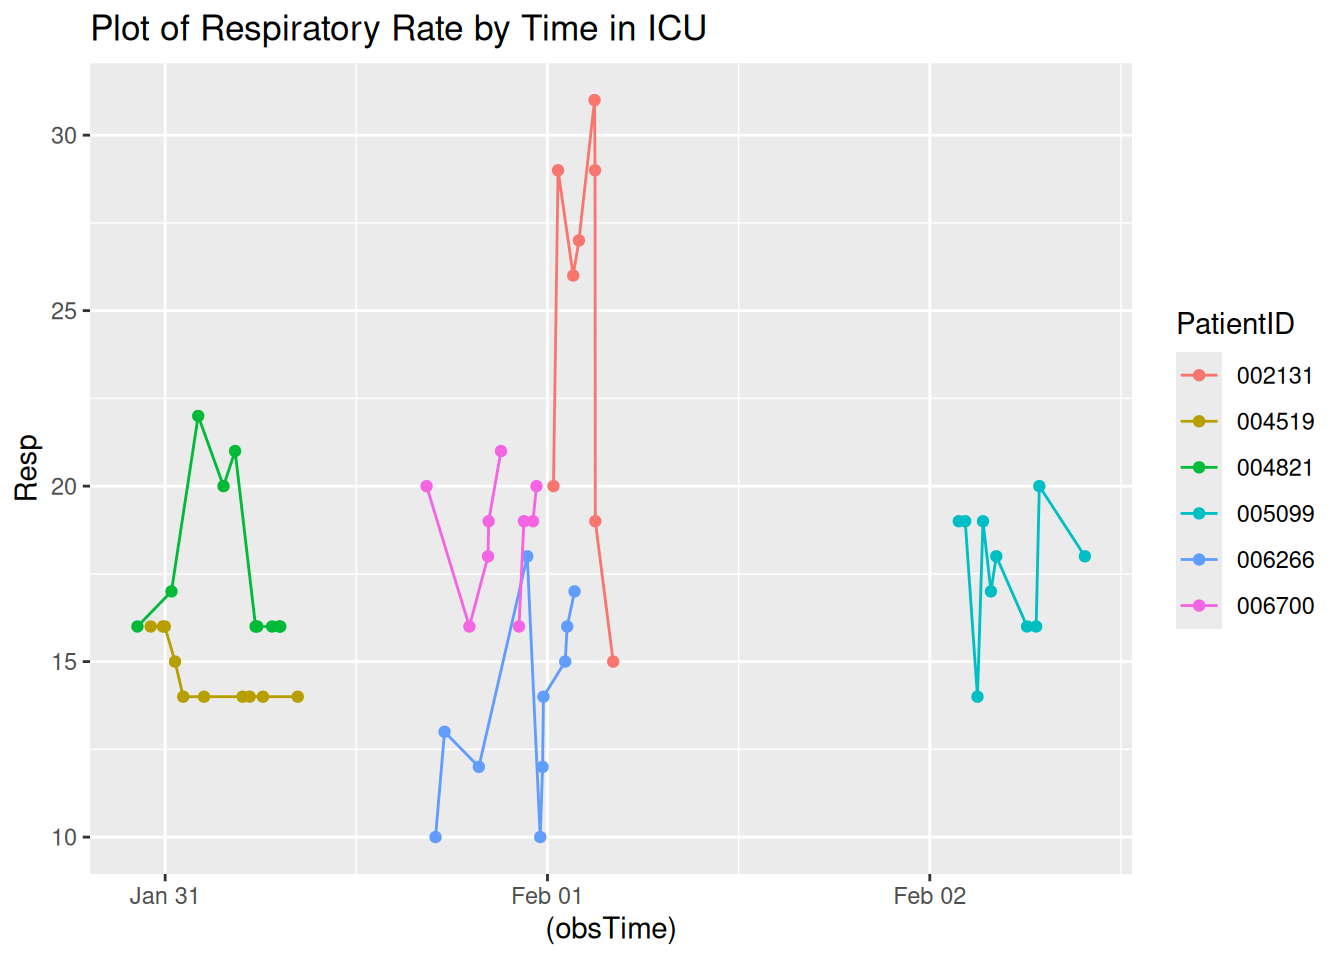 Plot of Respiratory Rate by Time in ICU
30
25
20
15
10
Resp
Jan 31
Feb 01
Feb 02
(obsTime)
PatientID
002131
004519
004821
005099
006266
006700